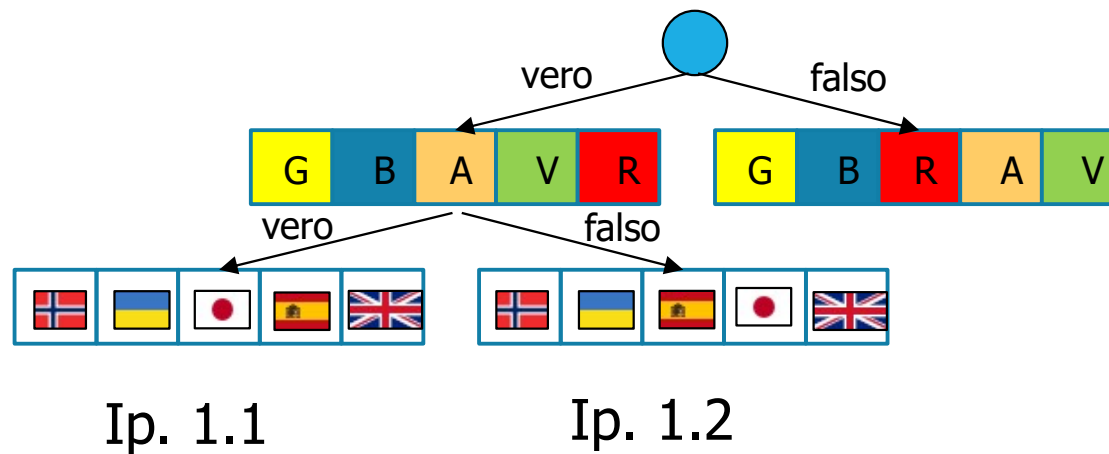 vero falso
G B A V R G B R A V
vero falso
Ip. 1.1 Ip. 1.2